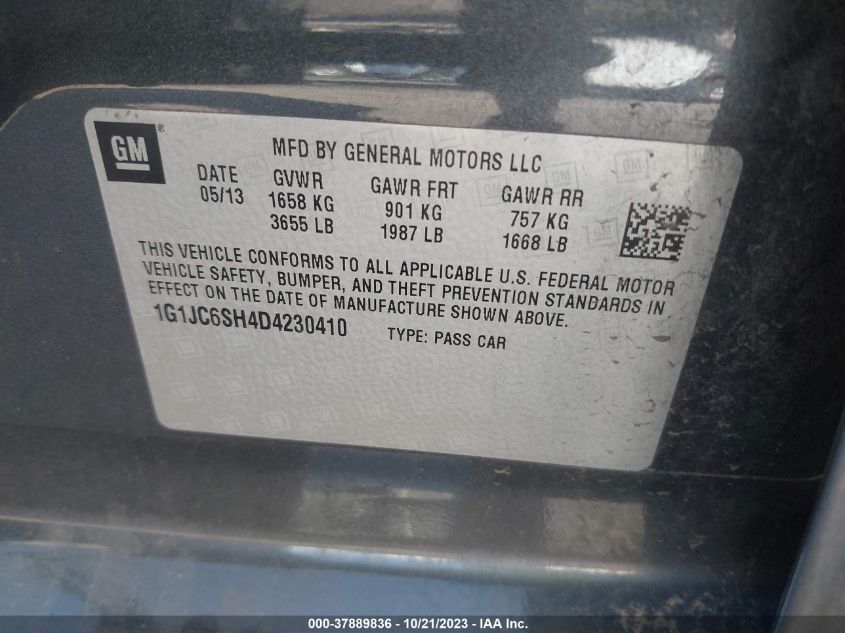 GM ®
MFD BY GENERAL MOTORS LLC
DATE GVWR GAWR FRT GAWR RR
05/13 1658 KG 901 KG 757 KG
3655 LB 1987 LB 1668 LB
THIS VEHICLE CONFORMS TO ALL APPLICABLE U.S. FEDERAL MOTOR
VEHICLE SAFETY, BUMPER, AND THEFT PREVENTION STANDARDS IN
EFFECT ON THE DATE OF MANUFACTURE SHOWN ABOVE.
1G1JC6SH4D4230410 TYPE: PASS CAR
000-37889836 - 10/21/2023 - IAA Inc.